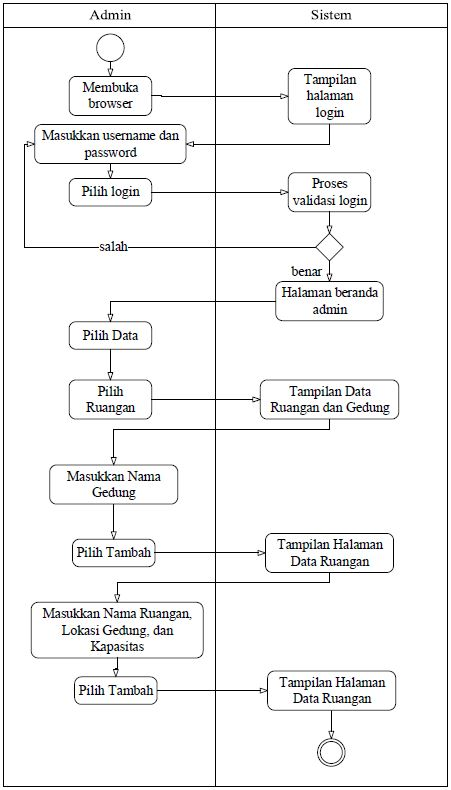 Admin
Sistem
Membuka
browser
Tampilan
halaman
login
Masukkan username dan
password
Pilih login
Proses
validasi login
salah
benar
Halaman beranda
admin
Pilih Data
Pilih
Ruangan
Tampilan Data
Ruangan dan Gedung
Masukkan Nama
Gedung
Pilih Tambah
Tampilan Halaman
Data Ruangan
Masukkan Nama Ruangan,
Lokasi Gedung, dan
Kapasitas
Pilih Tambah
Tampilan Halaman
Data Ruangan